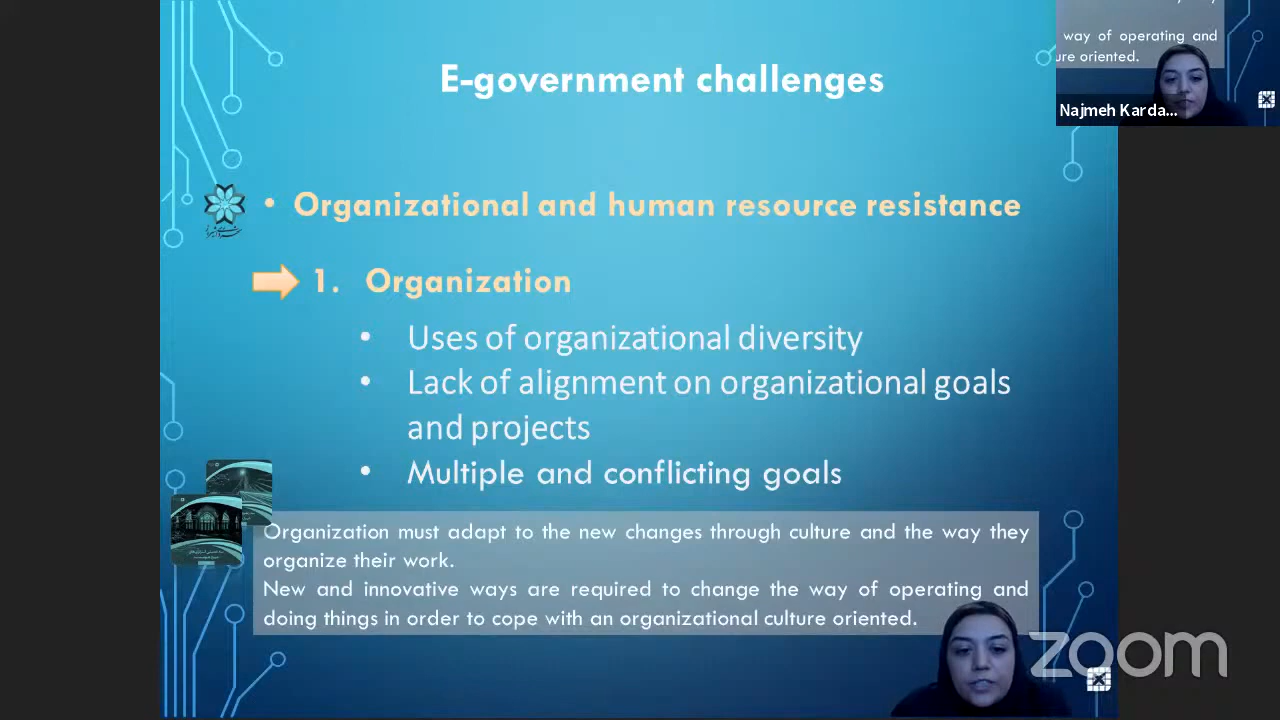 E-government challenges
way of operating and
ure oriented.
Najmeh Karda...
• Organizational and human resource resistance
1. Organization
• Uses of organizational diversity
• Lack of alignment on organizational goals
and projects
• Multiple and conflicting goals
Organization must adapt to the new changes through culture and the way they
organize their work.
New and innovative ways are required to change the way of operating and
doing things in order to cope with an organizational culture oriented.
zoom